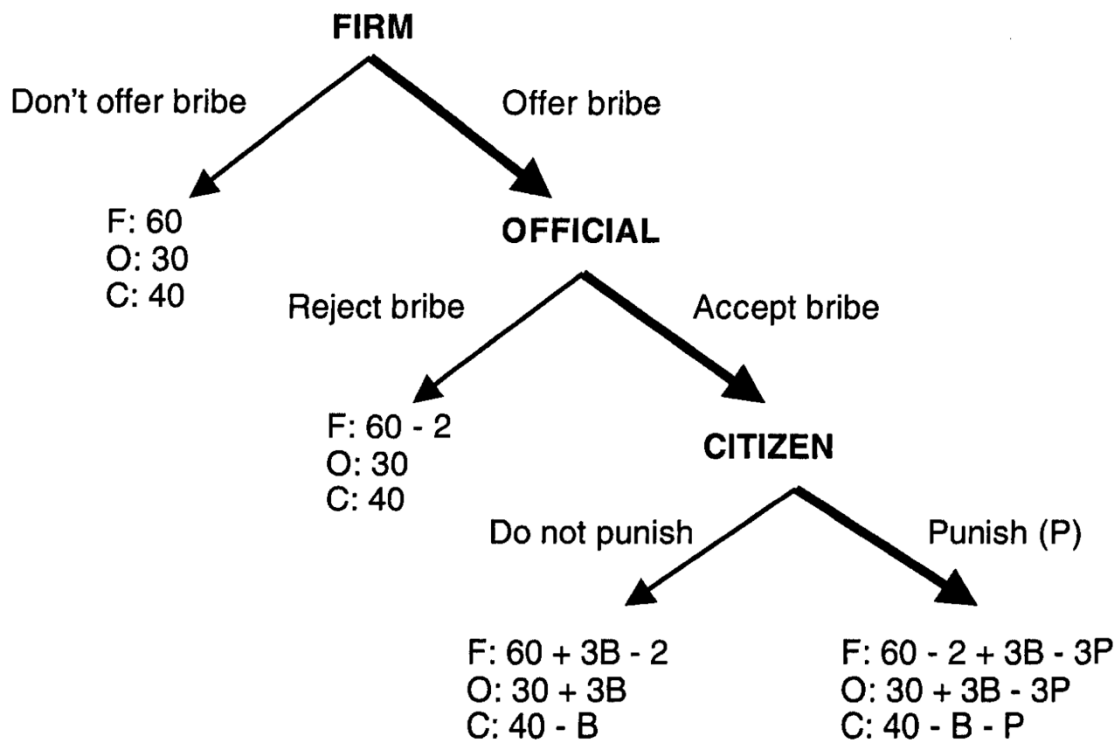 FIRM
Don't offer bribe
Offer bribe
F: 60
O: 30
C: 40
OFFICIAL
Reject bribe
Accept bribe
F: 60 - 2
O: 30
C: 40
CITIZEN
Do not punish
Punish (P)
F: 60 + 3B - 2
O: 30 + 3B
C: 40 - B
F: 60 - 2 + 3B - 3P
O: 30 + 3B - 3P
C: 40 - B - P